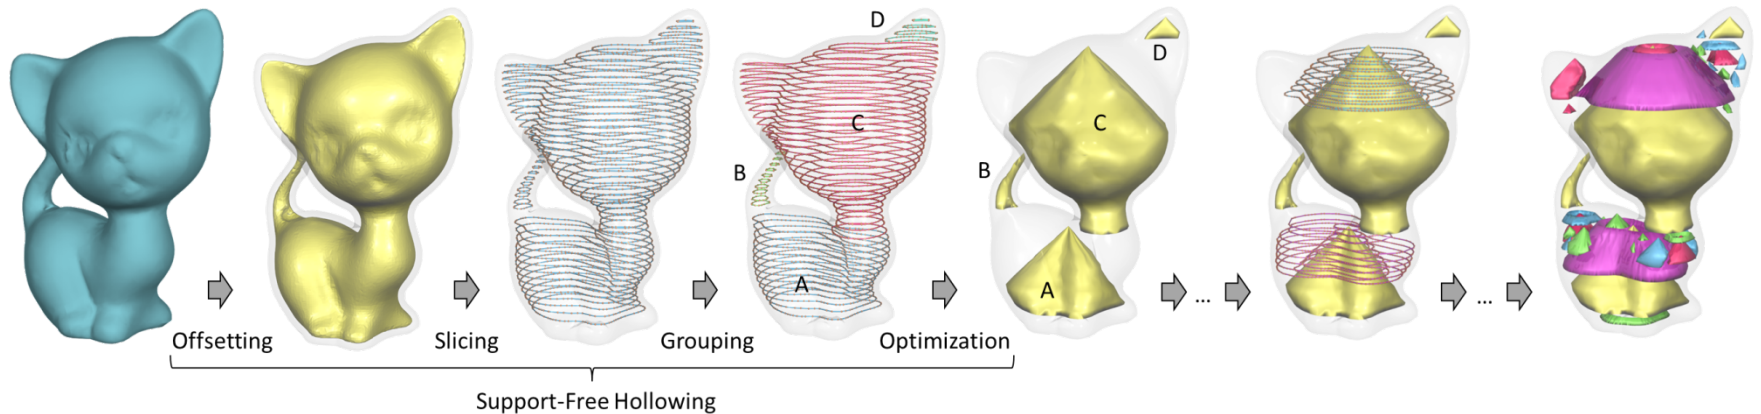 D
C
B
A
D
C
B
A
... ...
Offsetting Slicing Grouping Optimization
Support-Free Hollowing